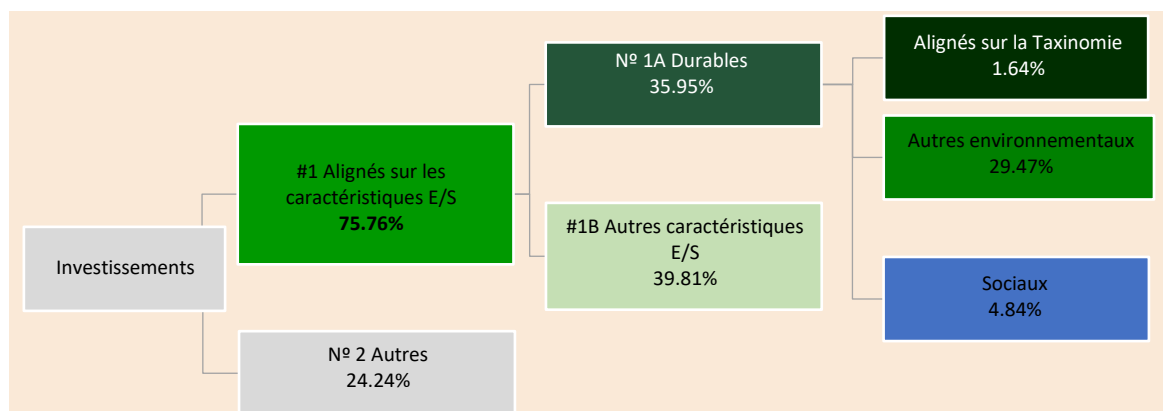 Investissements
#1 Alignés sur les
caractéristiques E/S
75.76%
Nº 2 Autres
24.24%
Nº 1A Durables
35.95%
#1B Autres caractéristiques
E/S
39.81%
Alignés sur la Taxinomie
1.64%
Autres environnementaux
29.47%
Sociaux
4.84%